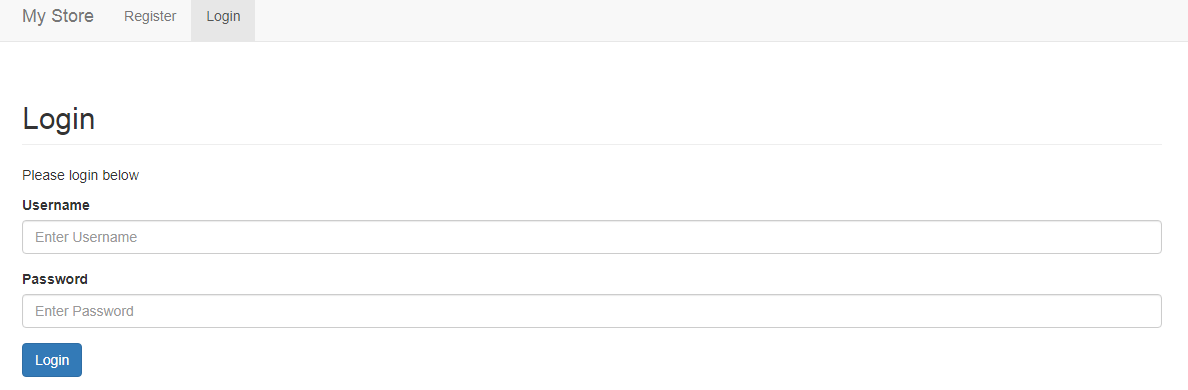 My Store Register Login
Login
Please login below
Username
Enter Username
Password
Enter Password
Login